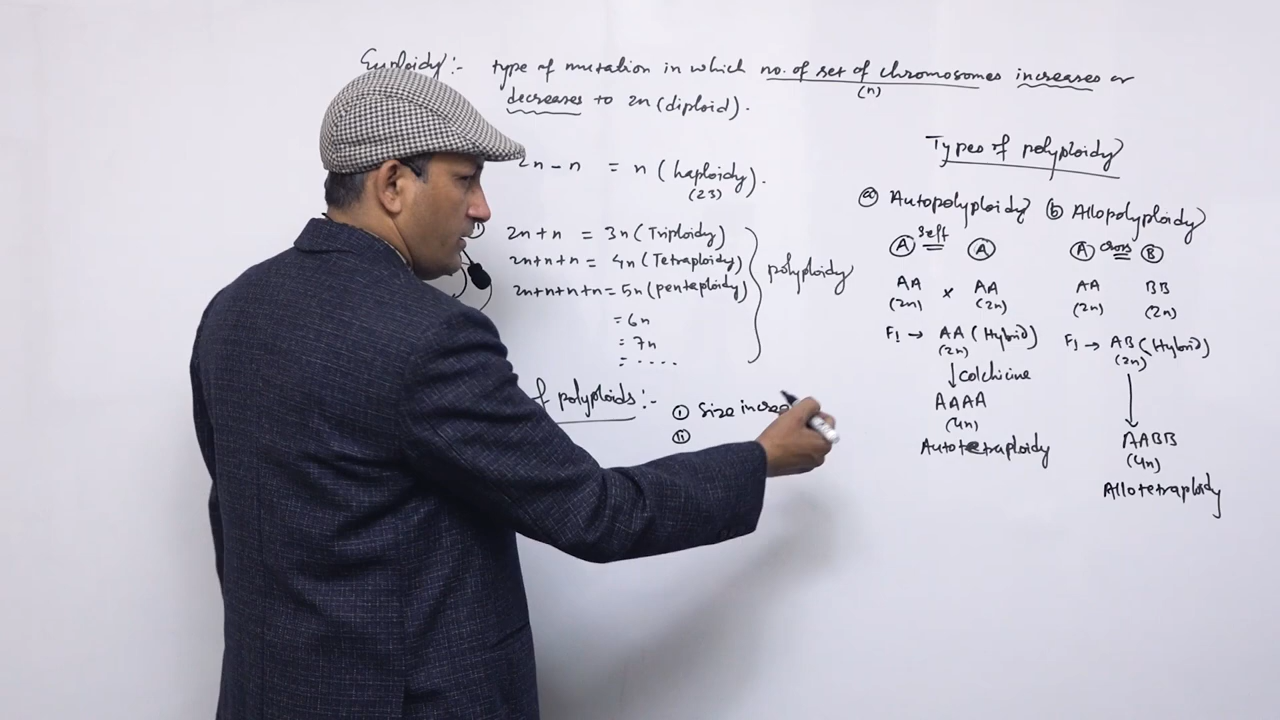 Euploidy :- type of mutation in which no. of set of chromosomes increases or
(n)
decreases to 2n (diploid).
2n - n = n (haploidy).
(23)
2n + n = 3n (Triploidy)
2n+n+n = 4n (Tetraploidy)
2n+n+n+n = 5n (pentaploidy)
= 6n
= 7n
= .....
polyploidy
of polyploids :-
① Size increa
②
Types of polyploidy
ⓐ Autopolyploidy
Self
A A
AA × AA
(2n) (2n)
F1 → AA (Hybrid)
(2n)
↓ Colchicine
AAAA
(4n)
Autotetraploidy
ⓑ Allopolyploidy
A cross B
AA BB
(2n) (2n)
F1 → AB (Hybrid)
(2n)
↓
AABB
(4n)
Allotetraploidy